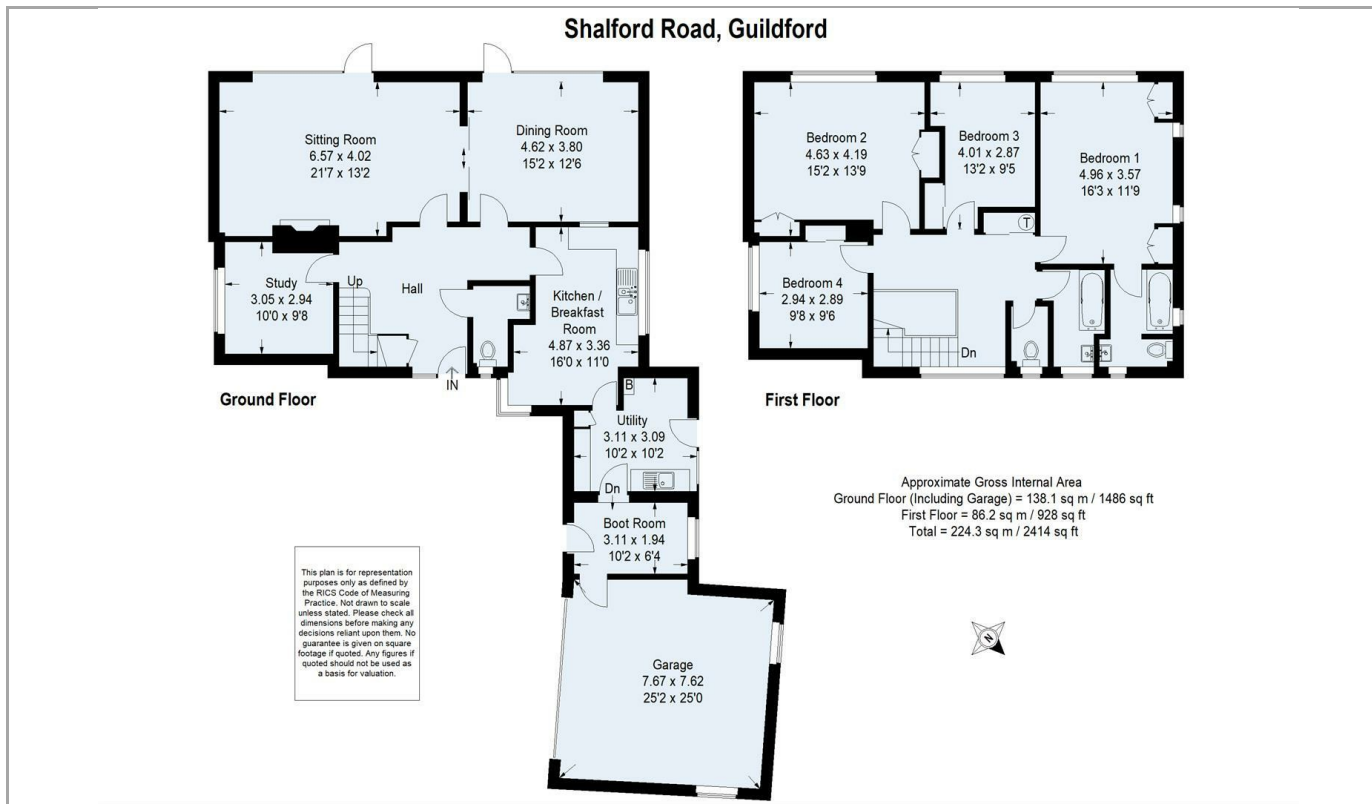 Shalford Road, Guildford
Sitting Room
6.57 x 4.02
21'7 x 13'2
Dining Room
4.62 x 3.80
15'2 x 12'6
Study
3.05 x 2.94
10'0 x 9'8
Up
Hall
Kitchen /
Breakfast
Room
4.87 x 3.36
16'0 x 11'0
IN
Ground Floor
B
Utility
3.11 x 3.09
10'2 x 10'2
Dn
Boot Room
3.11 x 1.94
10'2 x 6'4
Garage
7.67 x 7.62
25'2 x 25'0
Bedroom 2
4.63 x 4.19
15'2 x 13'9
Bedroom 3
4.01 x 2.87
13'2 x 9'5
Bedroom 1
4.96 x 3.57
16'3 x 11'9
T
Bedroom 4
2.94 x 2.89
9'8 x 9'6
Dn
First Floor
Approximate Gross Internal Area
Ground Floor (Including Garage) = 138.1 sq m / 1486 sq ft
First Floor = 86.2 sq m / 928 sq ft
Total = 224.3 sq m / 2414 sq ft
This plan is for representation
purposes only as defined by
the RICS Code of Measuring
Practice. Not drawn to scale
unless stated. Please check all
dimensions before making any
decisions reliant upon them. No
guarantee is given on square
footage if quoted. Any figures if
quoted should not be used as
a basis for valuation.
N